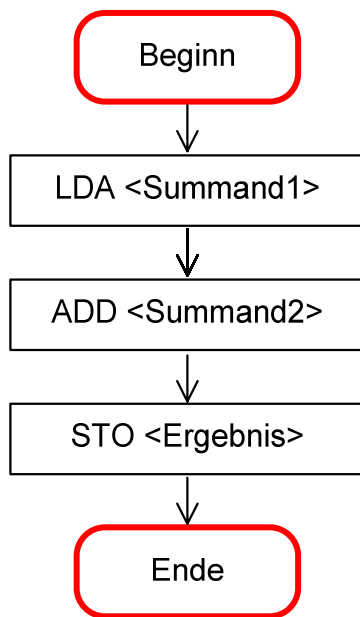 Beginn
LDA <Summand1>
ADD <Summand2>
STO <Ergebnis>
Ende